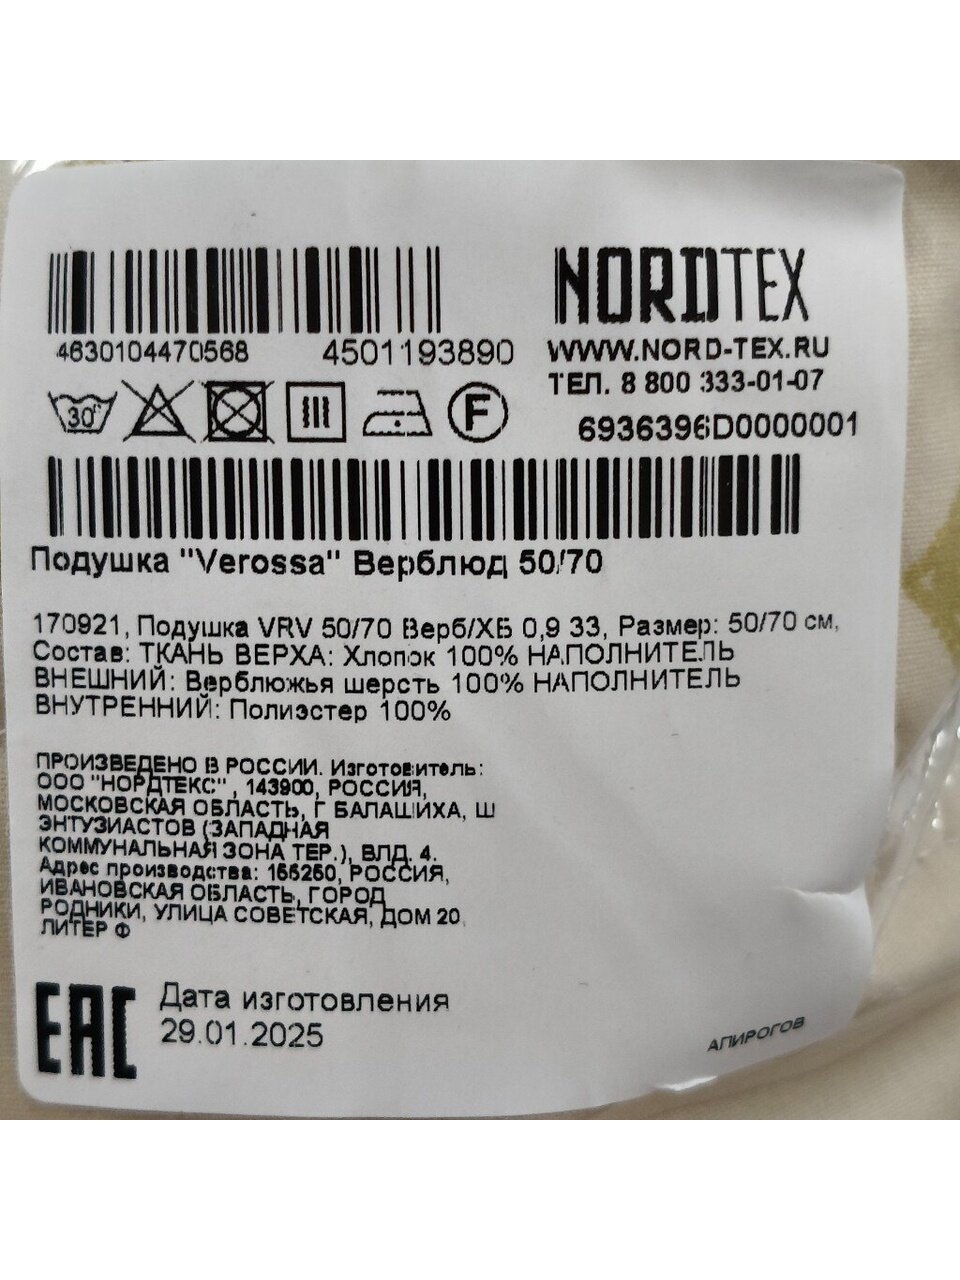 NORDTEX
4630104470568 4501193890 WWW.NORD-TEX.RU
ТЕЛ. 8 800 333-01-07
30° F
6936396D0000001
Подушка "Verossa" Верблюд 50/70
170921, Подушка VRV 50/70 Верб/ХБ 0,9 33, Размер: 50/70 см,
Состав: ТКАНЬ ВЕРХА: Хлопок 100% НАПОЛНИТЕЛЬ
ВНЕШНИЙ: Верблюжья шерсть 100% НАПОЛНИТЕЛЬ
ВНУТРЕННИЙ: Полиэстер 100%
ПРОИЗВЕДЕНО В РОССИИ. Изготовитель:
ООО "НОРДТЕКС" , 143900, РОССИЯ,
МОСКОВСКАЯ ОБЛАСТЬ, Г БАЛАШИХА, Ш
ЭНТУЗИАСТОВ (ЗАПАДНАЯ
КОММУНАЛЬНАЯ ЗОНА ТЕР.), ВЛД. 4.
Адрес производства: 155250, РОССИЯ,
ИВАНОВСКАЯ ОБЛАСТЬ, ГОРОД
РОДНИКИ, УЛИЦА СОВЕТСКАЯ, ДОМ 20,
ЛИТЕР Ф
EAC
Дата изготовления
29.01.2025
АПИРОГОВ